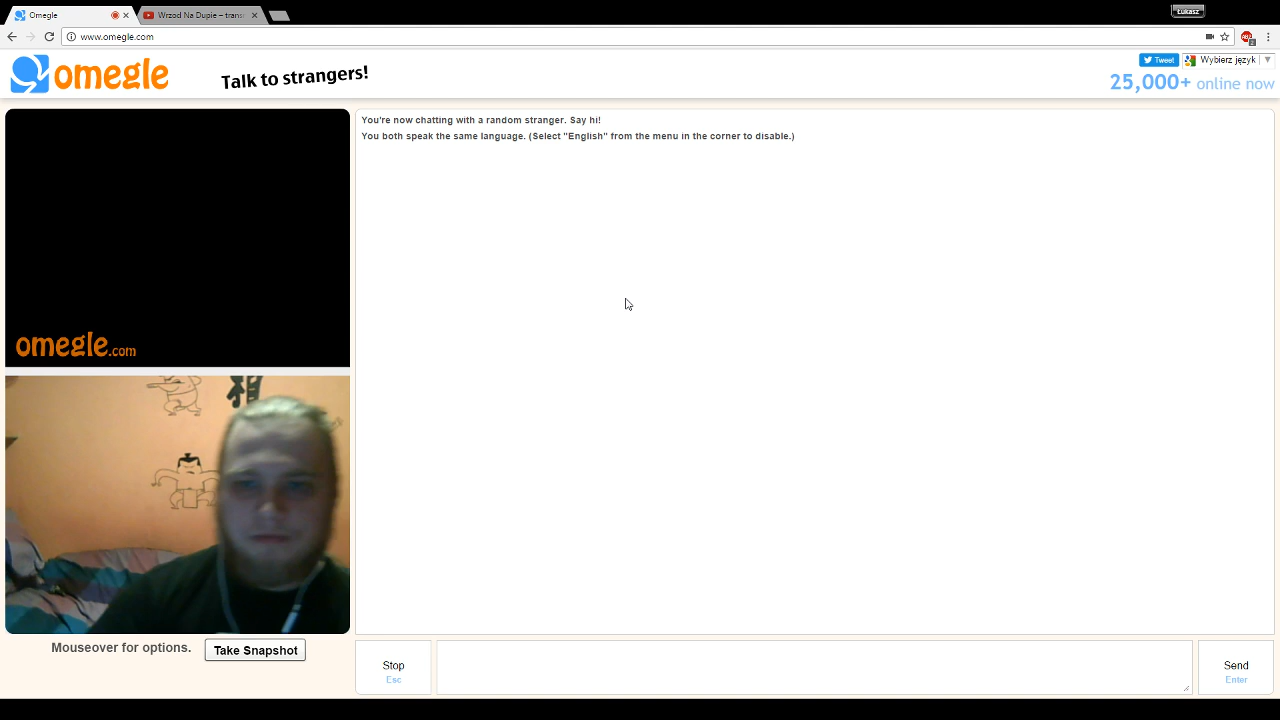 Omegle
Wrzod Na Dupie – trans
Łukasz
www.omegle.com
omegle
Talk to strangers!
Tweet
Wybierz język
25,000+ online now
You're now chatting with a random stranger. Say hi!
You both speak the same language. (Select "English" from the menu in the corner to disable.)
omegle.com
Mouseover for options.
Take Snapshot
Stop
Esc
Send
Enter